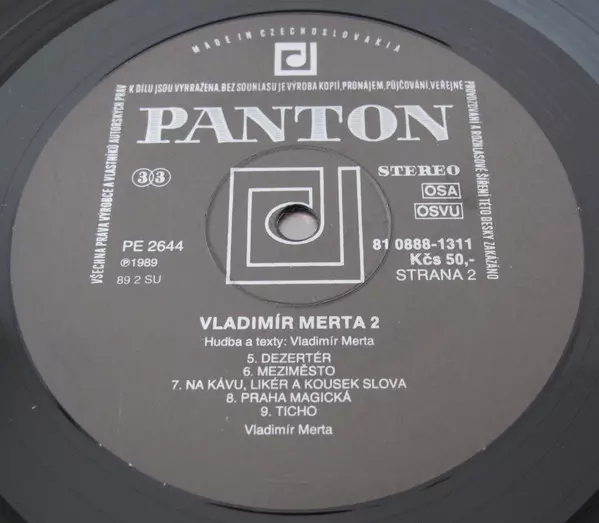 MADE IN CZECHOSLOVAKIA
VŠECHNA PRÁVA VÝROBCE A VLASTNÍKŮ AUTORSKÝCH PRÁV
K DÍLU JSOU VYHRAŽENA. BEZ SOUHLASU JE VÝROBA KOPIÍ, PRONÁJEM, PŮJČOVÁNÍ, VEŘEJNÉ
PROVOZOVÁNÍ A ROZHLASOVÉ ŠÍŘENÍ TÉTO DESKY ZAKÁZÁNO
PANTON
33
STEREO
OSA
OSVU
PE 2644
℗1989
89 2 SU
81 0888-1311
Kčs 50,-
STRANA 2
VLADIMÍR MERTA 2
Hudba a texty: Vladimír Merta
5. DEZERTÉR
6. MEZIMĚSTO
7. NA KÁVU, LIKÉR A KOUSEK SLOVA
8. PRAHA MAGICKÁ
9. TICHO
Vladimír Merta